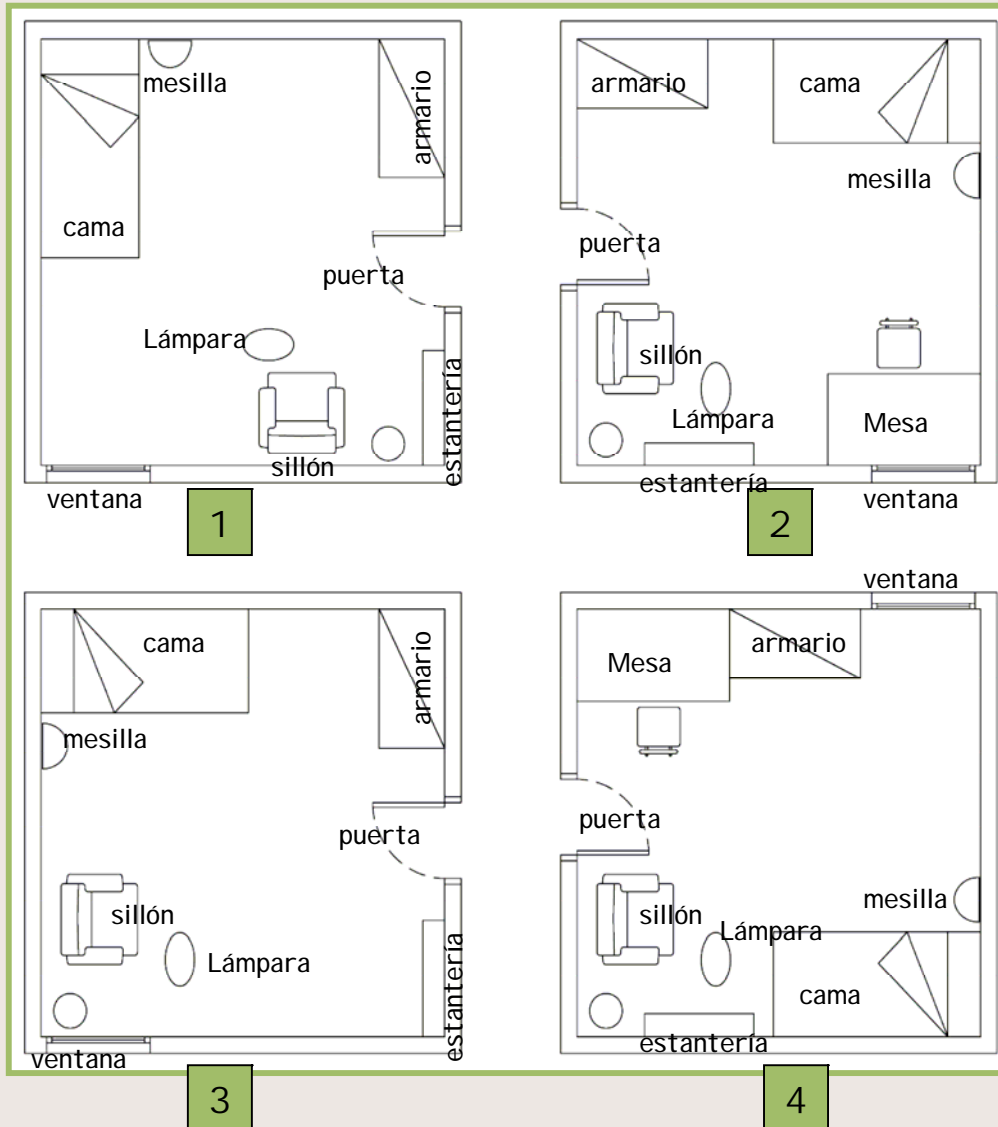 mesilla
armario
cama
puerta
Lámpara
estantería
sillón
ventana
1
armario
cama
mesilla
puerta
sillón
Lámpara
Mesa
estantería
ventana
2
cama
armario
mesilla
puerta
sillón
Lámpara
estantería
ventana
3
ventana
Mesa
armario
puerta
mesilla
sillón
Lámpara
cama
estantería
4